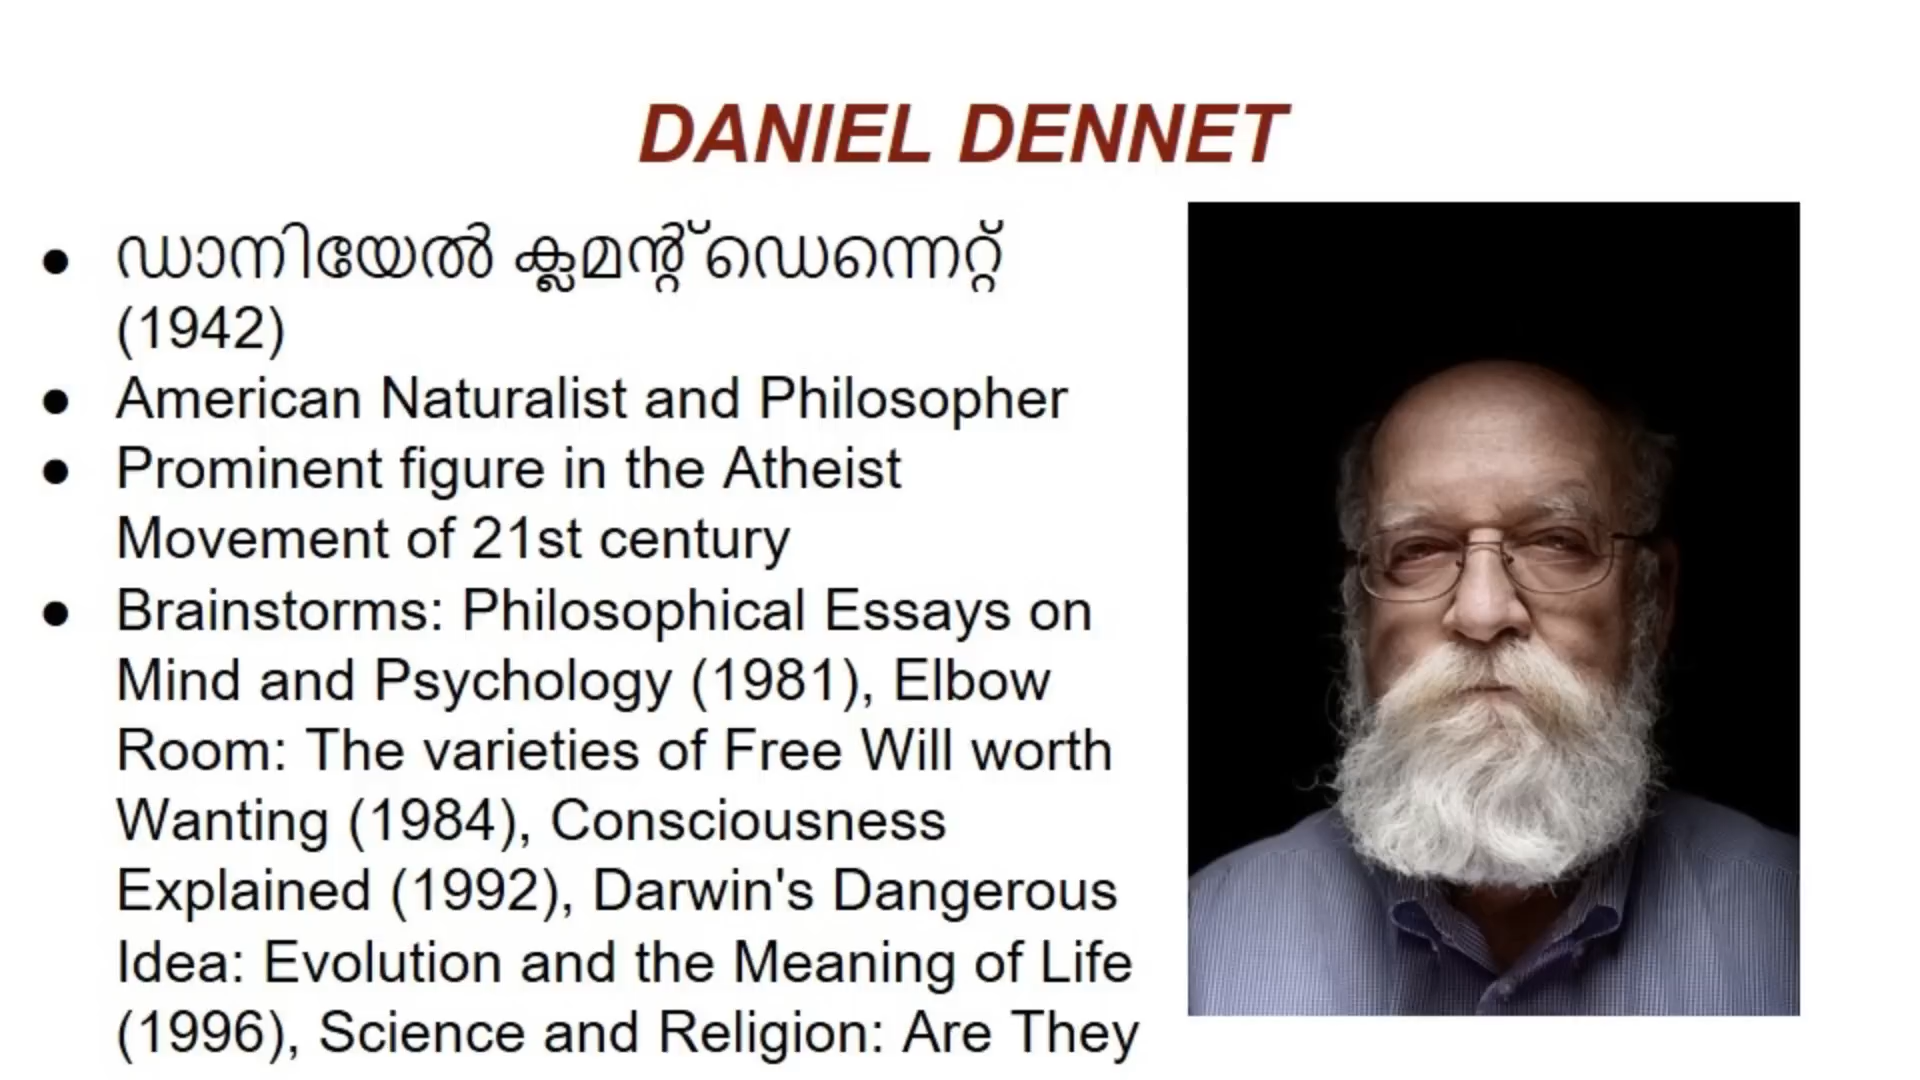 DANIEL DENNET
● ഡാനിയേൽ ക്ലമന്റ് ഡെന്നെറ്റ്
(1942)
● American Naturalist and Philosopher
● Prominent figure in the Atheist
Movement of 21st century
● Brainstorms: Philosophical Essays on
Mind and Psychology (1981), Elbow
Room: The varieties of Free Will worth
Wanting (1984), Consciousness
Explained (1992), Darwin's Dangerous
Idea: Evolution and the Meaning of Life
(1996), Science and Religion: Are They